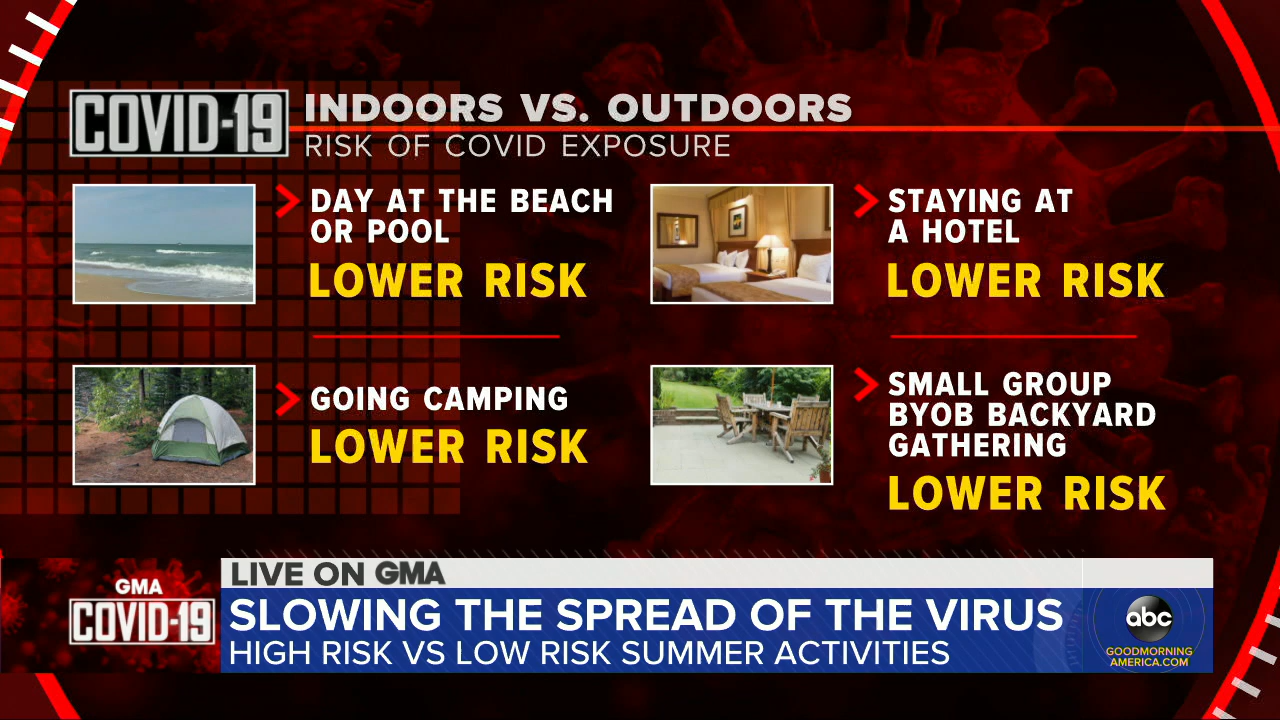 COVID-19
INDOORS VS. OUTDOORS
RISK OF COVID EXPOSURE
DAY AT THE BEACH
OR POOL
LOWER RISK
STAYING AT
A HOTEL
LOWER RISK
GOING CAMPING
LOWER RISK
SMALL GROUP
BYOB BACKYARD
GATHERING
LOWER RISK
GMA
COVID-19
LIVE ON GMA
SLOWING THE SPREAD OF THE VIRUS
HIGH RISK VS LOW RISK SUMMER ACTIVITIES
abc
GOODMORNING
AMERICA.COM